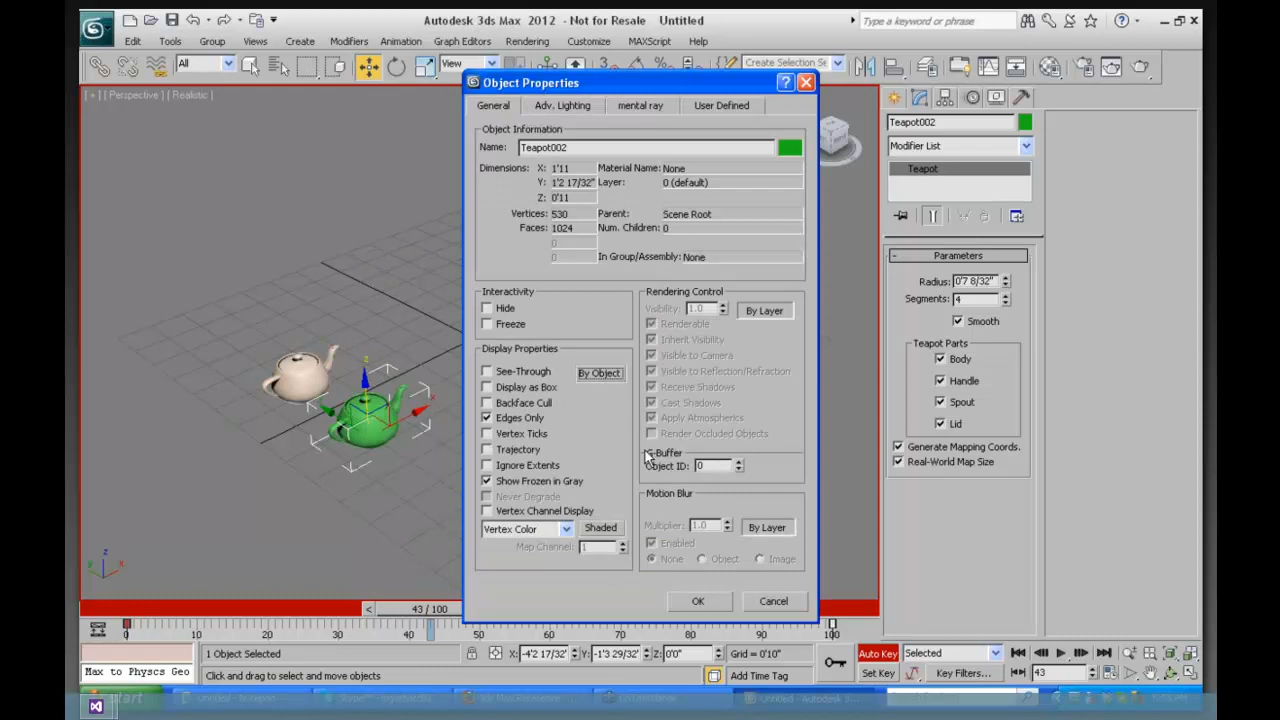 Autodesk 3ds Max 2012 - Not for Resale Untitled
Type a keyword or phrase
Edit Tools Group Views Create Modifiers Animation Graph Editors Rendering Customize MAXScript Help
All View Create Selection Se
[ + ] [ Perspective ] [ Realistic ]
Object Properties
General Adv. Lighting mental ray User Defined
Object Information
Name: Teapot002
Dimensions: X: 1'11
Y: 1'2 17/32"
Z: 0'11
Vertices: 530
Faces: 1024
0
0
Material Name: None
Layer: 0 (default)
Parent: Scene Root
Num. Children: 0
In Group/Assembly: None
Interactivity
Hide
Freeze
Display Properties
See-Through By Object
Display as Box
Backface Cull
Edges Only
Vertex Ticks
Trajectory
Ignore Extents
Show Frozen in Gray
Never Degrade
Vertex Channel Display
Vertex Color Shaded
Map Channel: 1
Rendering Control
Visibility: 1.0 By Layer
Renderable
Inherit Visibility
Visible to Camera
Visible to Reflection/Refraction
Receive Shadows
Cast Shadows
Apply Atmospherics
Render Occluded Objects
G-Buffer
Object ID: 0
Motion Blur
Multiplier: 1.0 By Layer
Enabled
None Object Image
OK Cancel
Teapot002
Modifier List
Teapot
Parameters
Radius: 0'7 8/32"
Segments: 4
Smooth
Teapot Parts
Body
Handle
Spout
Lid
Generate Mapping Coords.
Real-World Map Size
z
x
z
x
< 43 / 100
0 10 20 30 40 50 60 70 80 90 100
1 Object Selected X: -4'2 17/32" Y: -1'3 29/32" Z: 0'0" Grid = 0'10" Auto Key Selected
Max to Physcs Geo Click and drag to select and move objects Add Time Tag Set Key Key Filters... 43